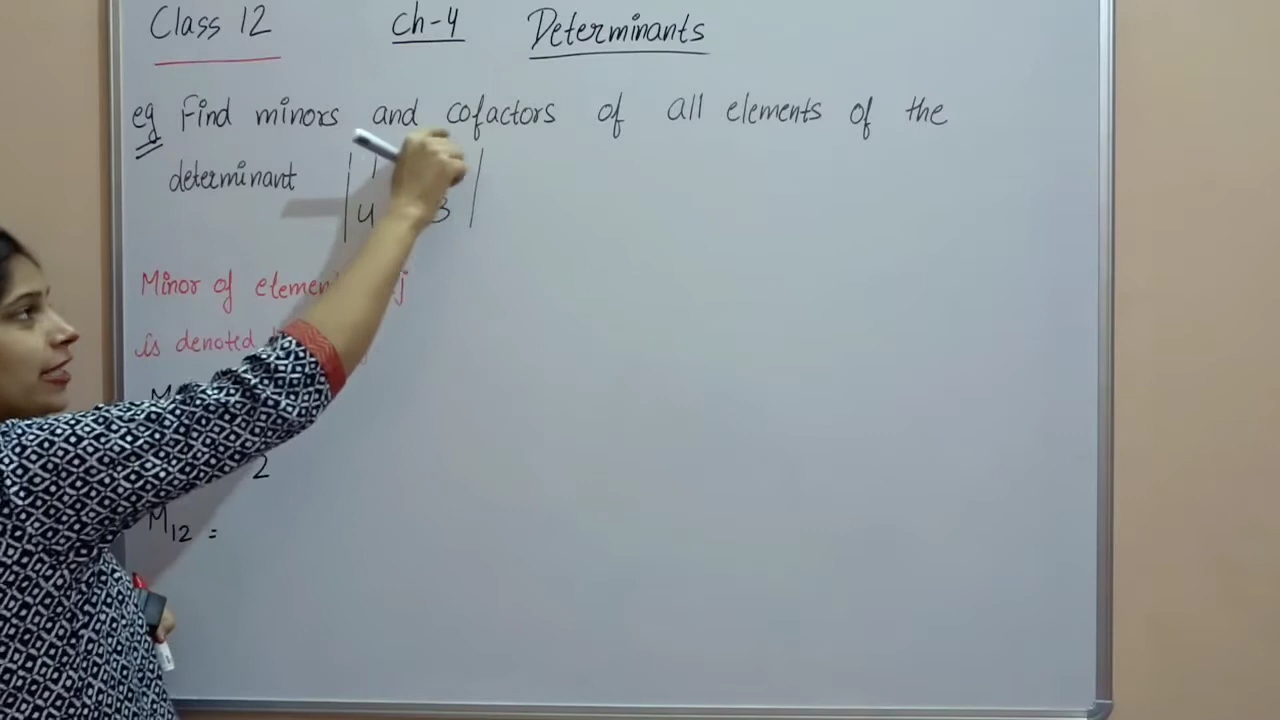 Class 12 Ch-4 Determinants
eg Find minors and cofactors of all elements of the
determinant | 1
4 3 |
Minor of element
is denoted
2
M12 =